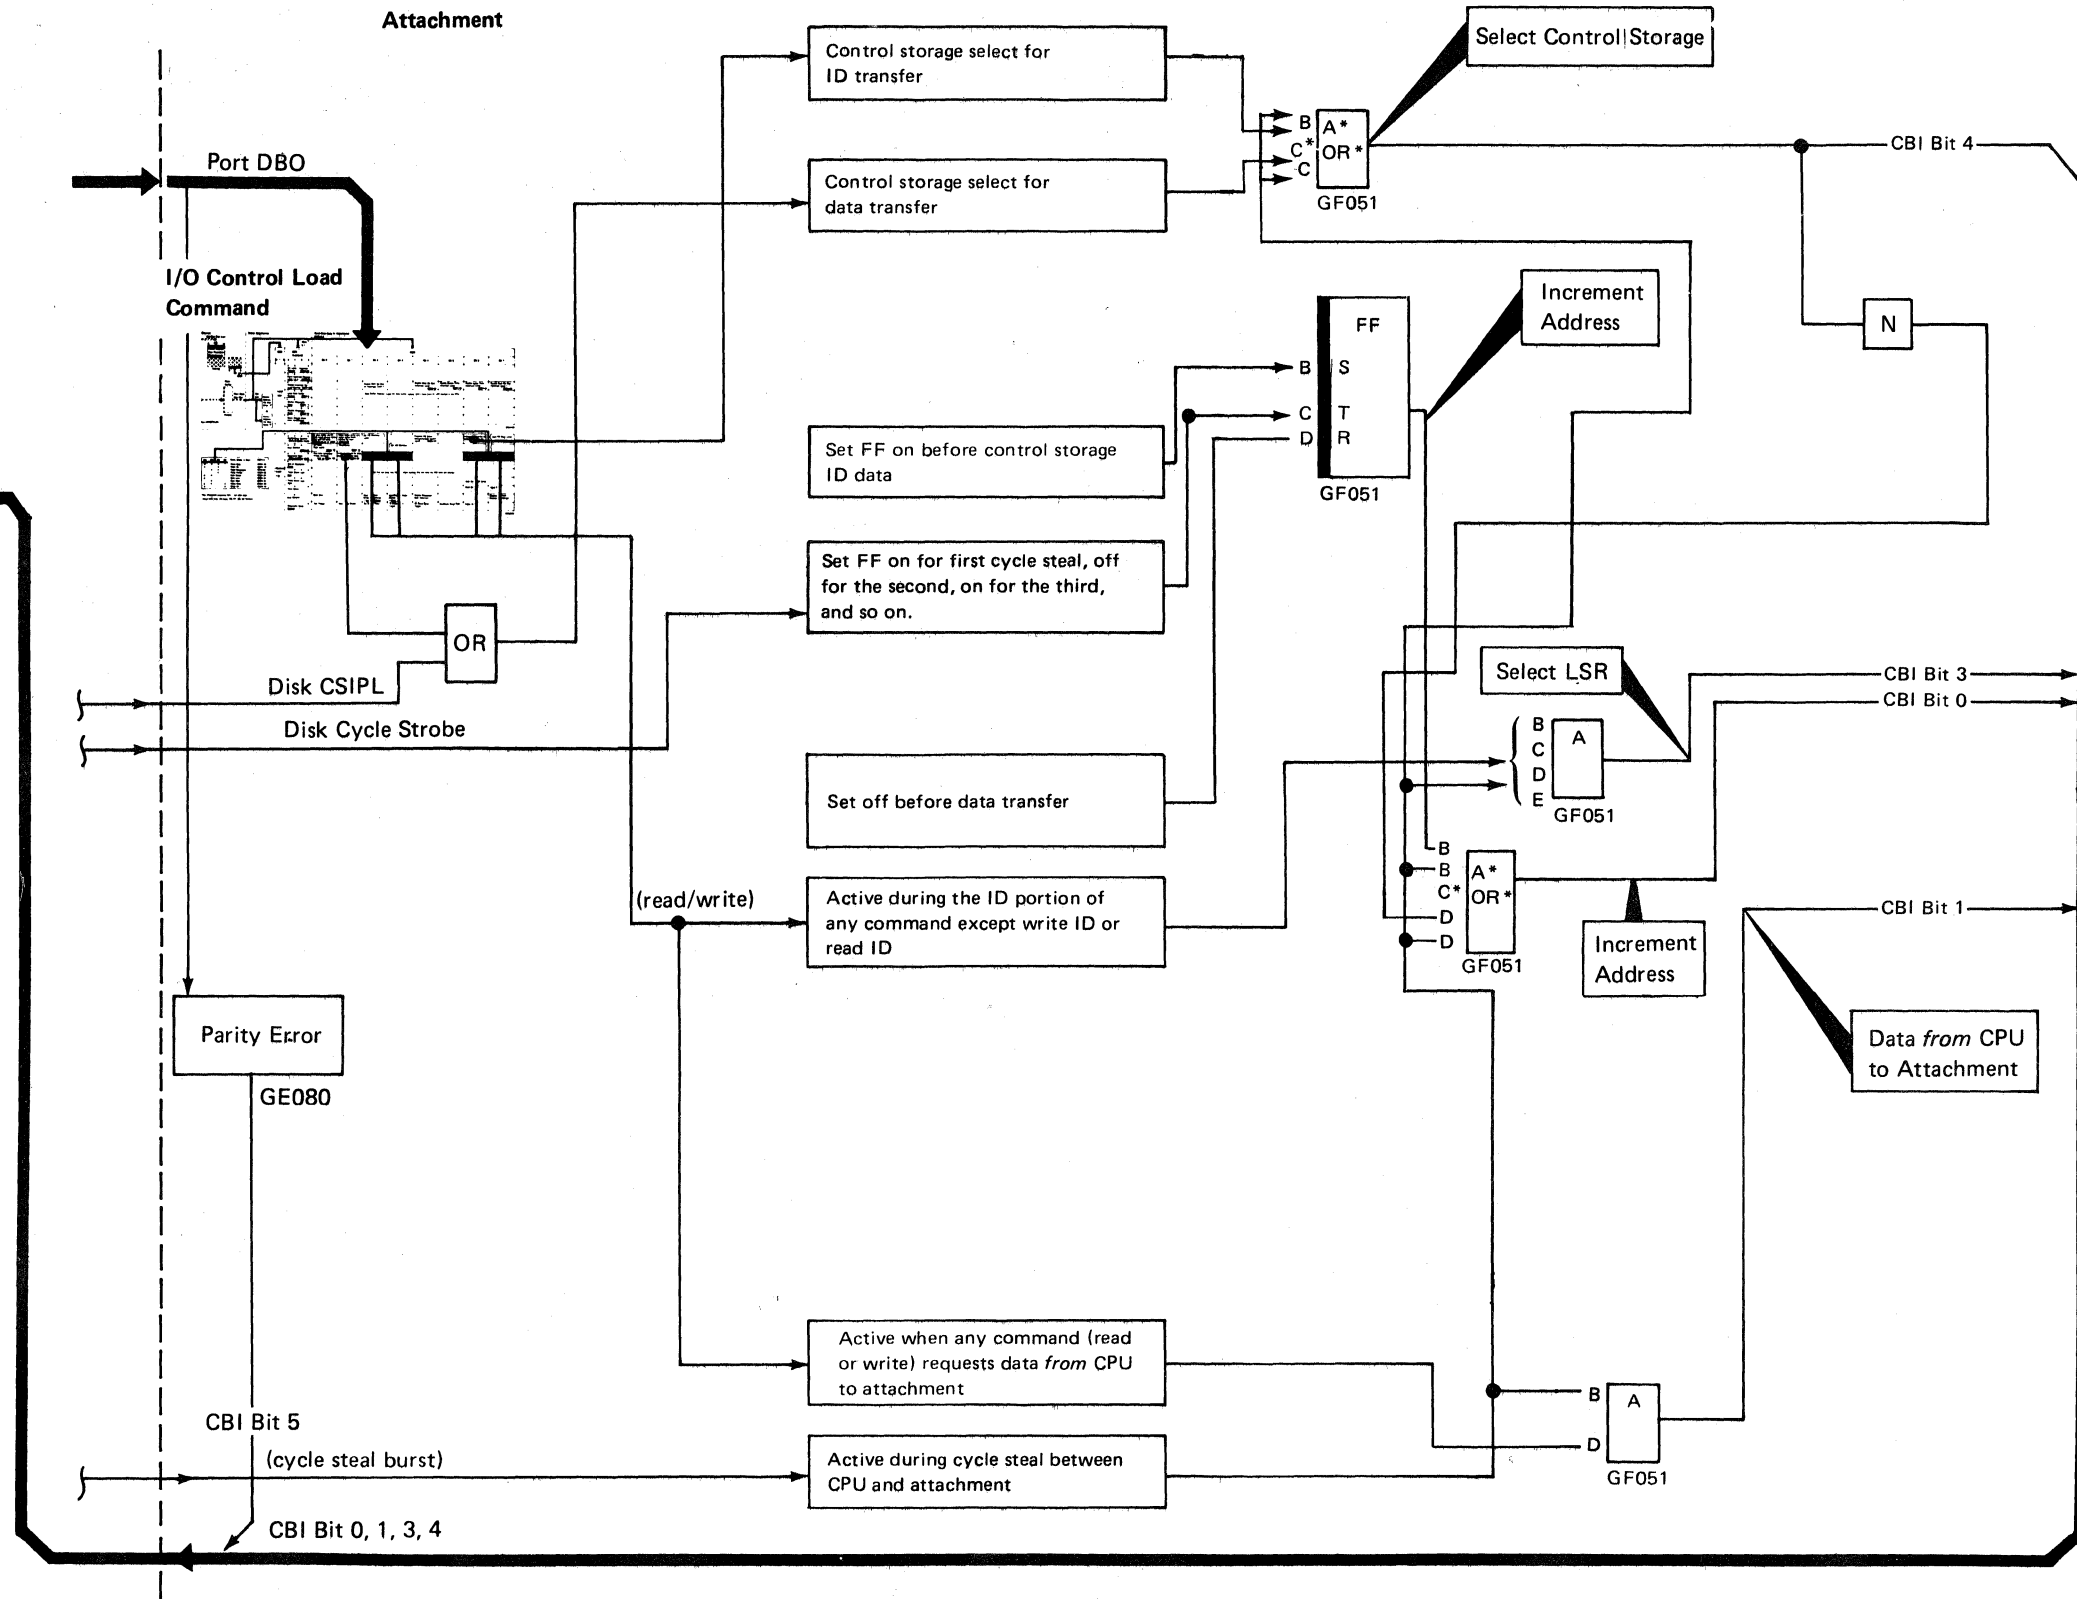 Attachment
Control storage select for
ID transfer
Select Control Storage
B
C*
C
A*
OR*
GF051
CBI Bit 4
Port DBO
Control storage select for
data transfer
I/O Control Load
Command
Increment
Address
FF
B
S
C
T
D
R
GF051
N
Set FF on before control storage
ID data
Set FF on for first cycle steal, off
for the second, on for the third,
and so on.
OR
Disk CSIPL
Disk Cycle Strobe
Select LSR
CBI Bit 3
CBI Bit 0
B
C
D
E
A
GF051
Set off before data transfer
B
B
C*
D
D
A*
OR*
GF051
(read/write)
Active during the ID portion of
any command except write ID or
read ID
CBI Bit 1
Increment
Address
Parity Error
GE080
Data from CPU
to Attachment
Active when any command (read
or write) requests data from CPU
to attachment
B
D
A
GF051
CBI Bit 5
(cycle steal burst)
Active during cycle steal between
CPU and attachment
CBI Bit 0, 1, 3, 4